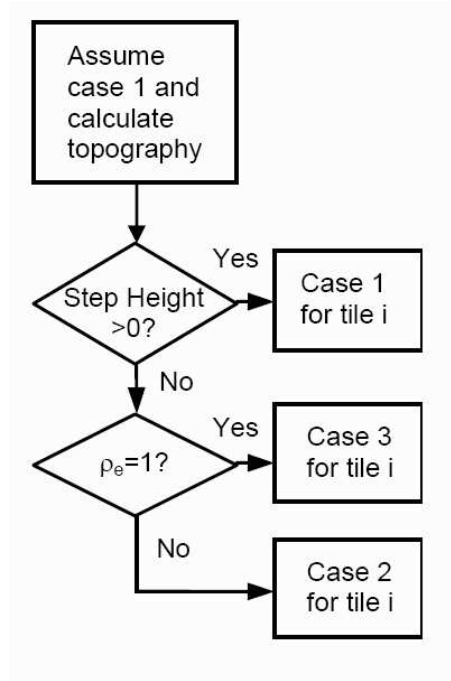 Assume
case 1 and
calculate
topography
Yes
Step Height
>0?
Case 1
for tile i
No
Yes
ρe=1?
Case 3
for tile i
No
Case 2
for tile i